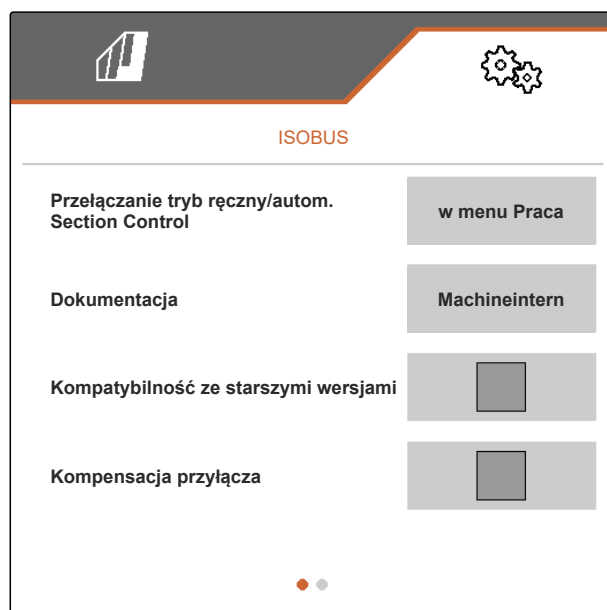 ISOBUS
Przełączanie tryb ręczny/autom.
Section Control
w menu Praca
Dokumentacja
Machineintern
Kompatybilność ze starszymi wersjami
Kompensacja przyłącza